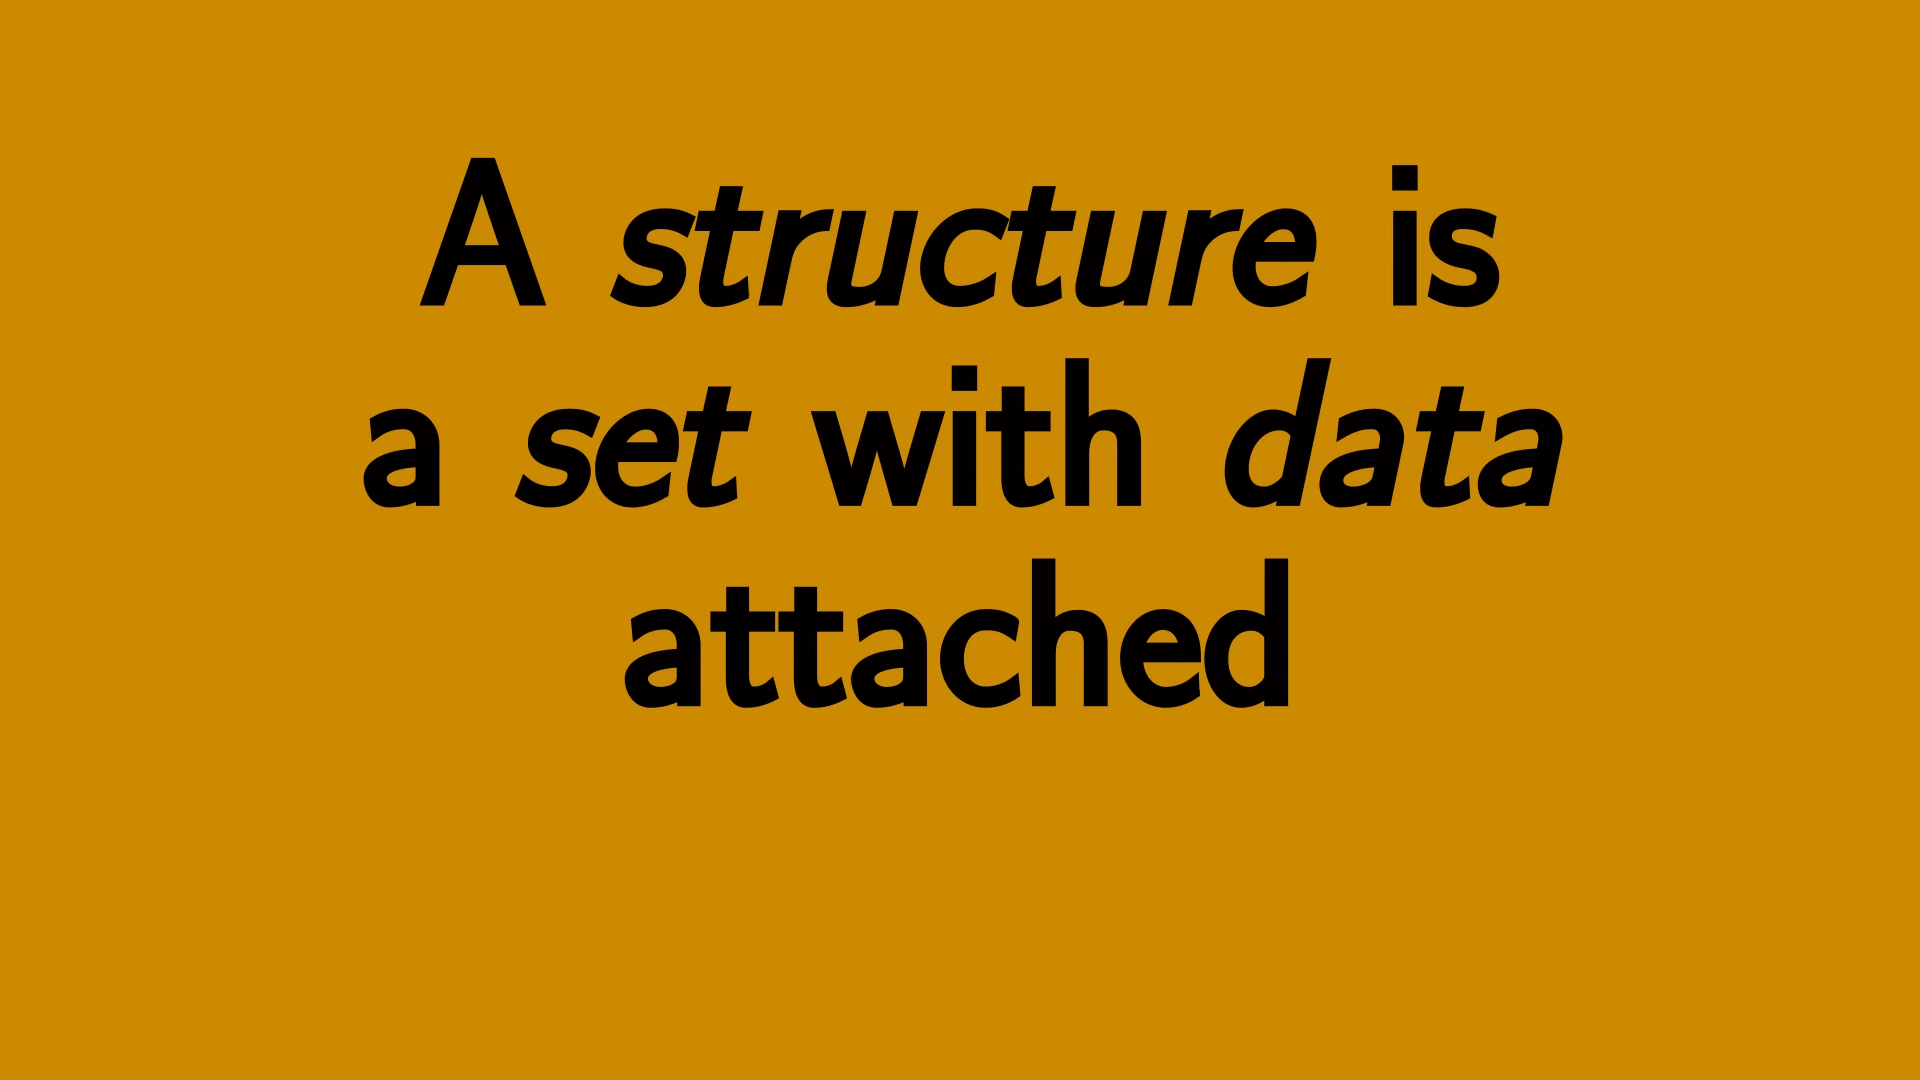 A structure is
a set with data
attached